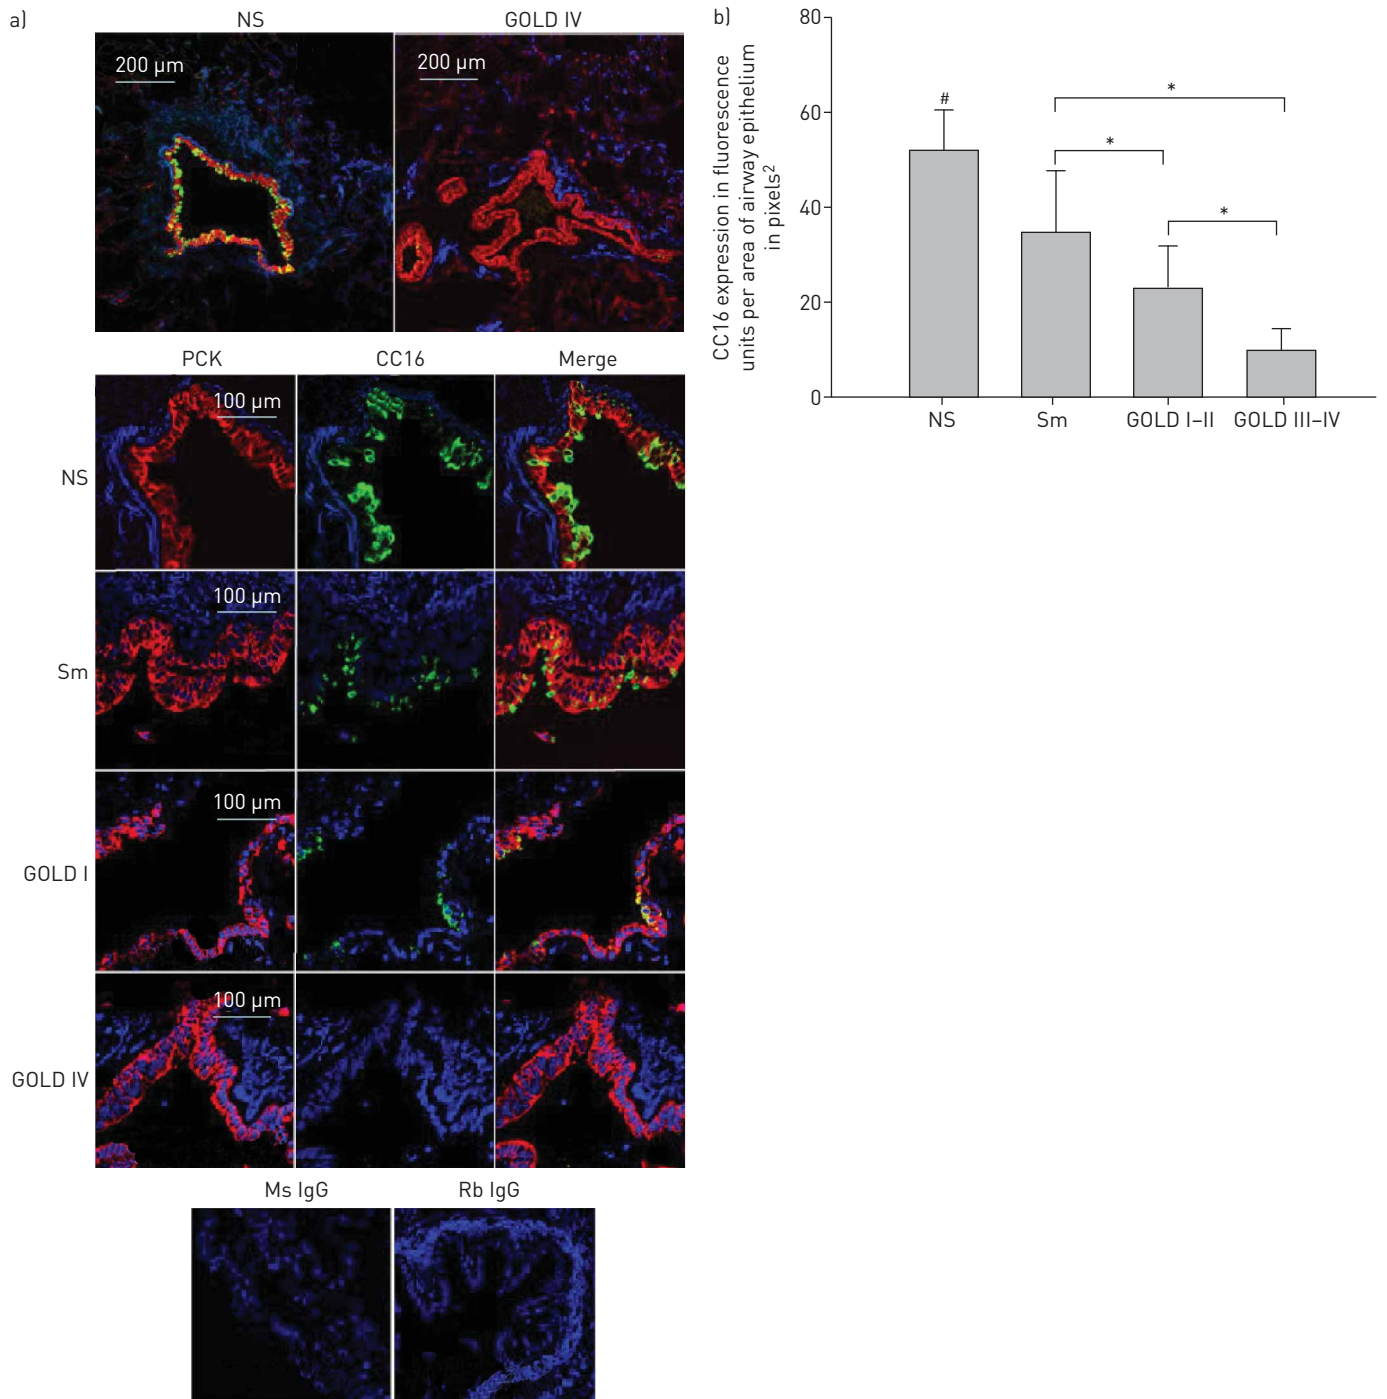 a)
NS
GOLD IV
200 µm
200 µm
PCK
CC16
Merge
NS
100 µm
Sm
100 µm
GOLD I
100 µm
GOLD IV
100 µm
Ms IgG
Rb IgG
b)
CC16 expression in fluorescence
units per area of airway epithelium
in pixels²
80
60
40
20
0
#
*
*
*
NS
Sm
GOLD I–II
GOLD III–IV